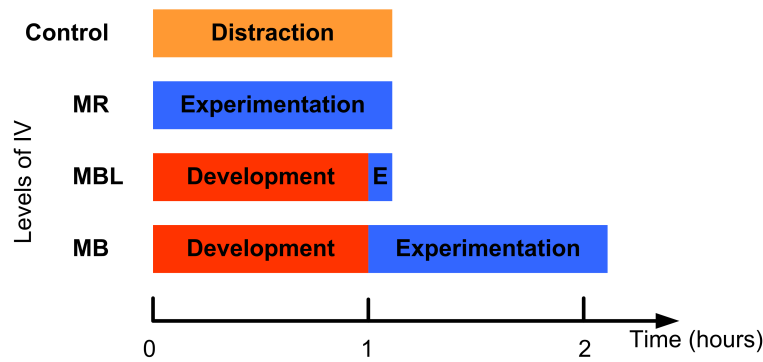 Control
Distraction
MR
Experimentation
MBL
Development
E
MB
Development
Experimentation
Levels of IV
0
1
2
Time (hours)